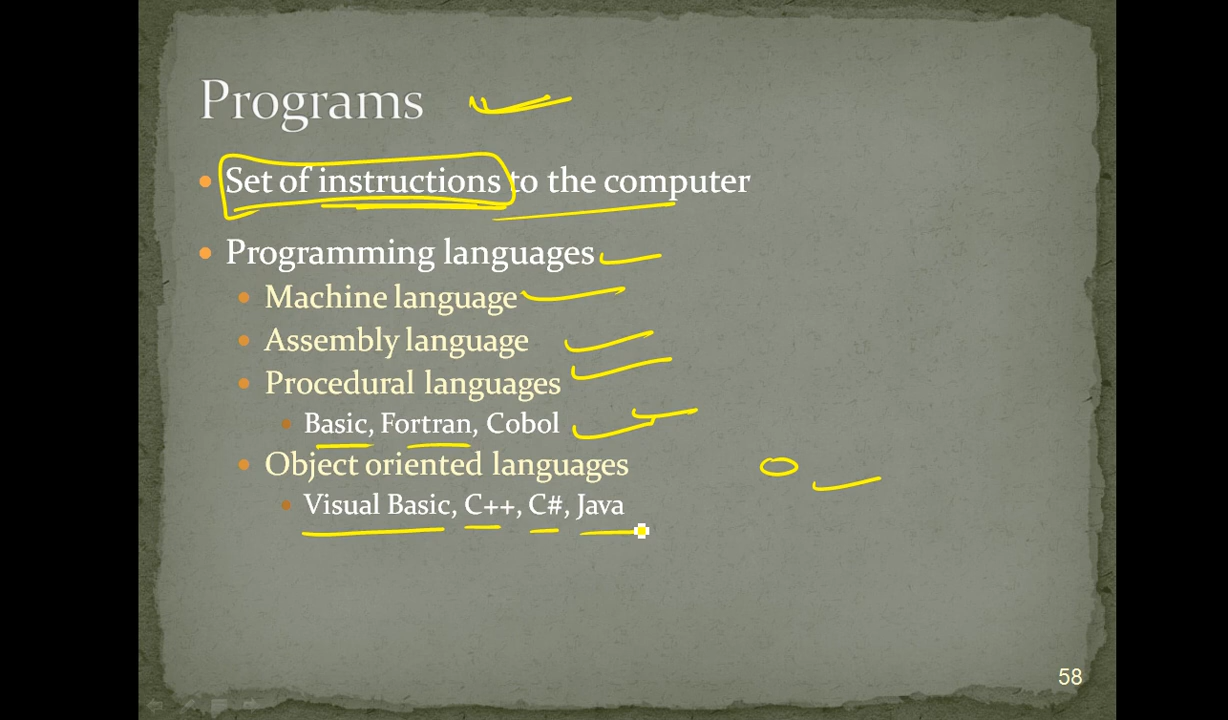 Programs
• Set of instructions to the computer
• Programming languages
• Machine language
• Assembly language
• Procedural languages
• Basic, Fortran, Cobol
• Object oriented languages
• Visual Basic, C++, C#, Java
58